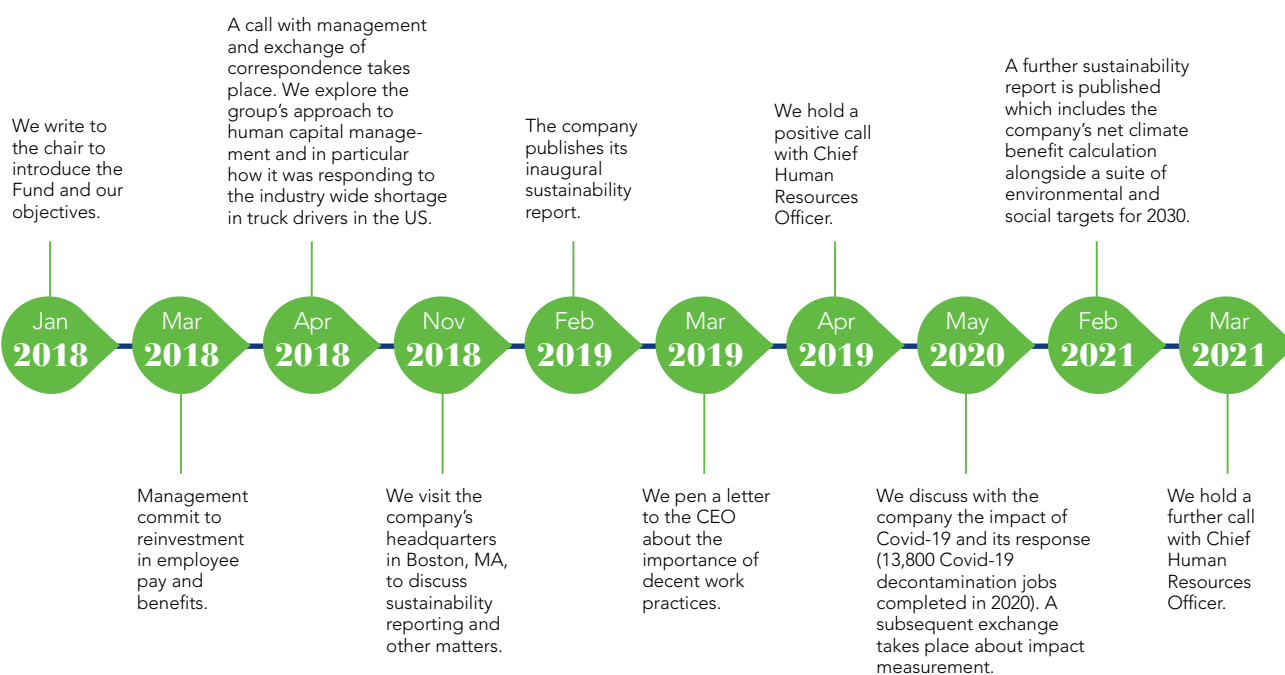 We write to
the chair to
introduce the
Fund and our
objectives.
Jan
2018
Mar
2018
Management
commit to
reinvestment
in employee
pay and
benefits.
A call with management
and exchange of
correspondence takes
place. We explore the
group's approach to
human capital manage-
ment and in particular
how it was responding to
the industry wide shortage
in truck drivers in the US.
Apr
2018
Nov
2018
We visit the
company's
headquarters
in Boston, MA,
to discuss
sustainability
reporting and
other matters.
The company
publishes its
inaugural
sustainability
report.
Feb
2019
Mar
2019
We pen a letter
to the CEO
about the
importance of
decent work
practices.
We hold a
positive call
with Chief
Human
Resources
Officer.
Apr
2019
May
2020
We discuss with the
company the impact of
Covid-19 and its response
(13,800 Covid-19
decontamination jobs
completed in 2020). A
subsequent exchange
takes place about impact
measurement.
A further sustainability
report is published
which includes the
company's net climate
benefit calculation
alongside a suite of
environmental and
social targets for 2030.
Feb
2021
Mar
2021
We hold a
further call
with Chief
Human
Resources
Officer.